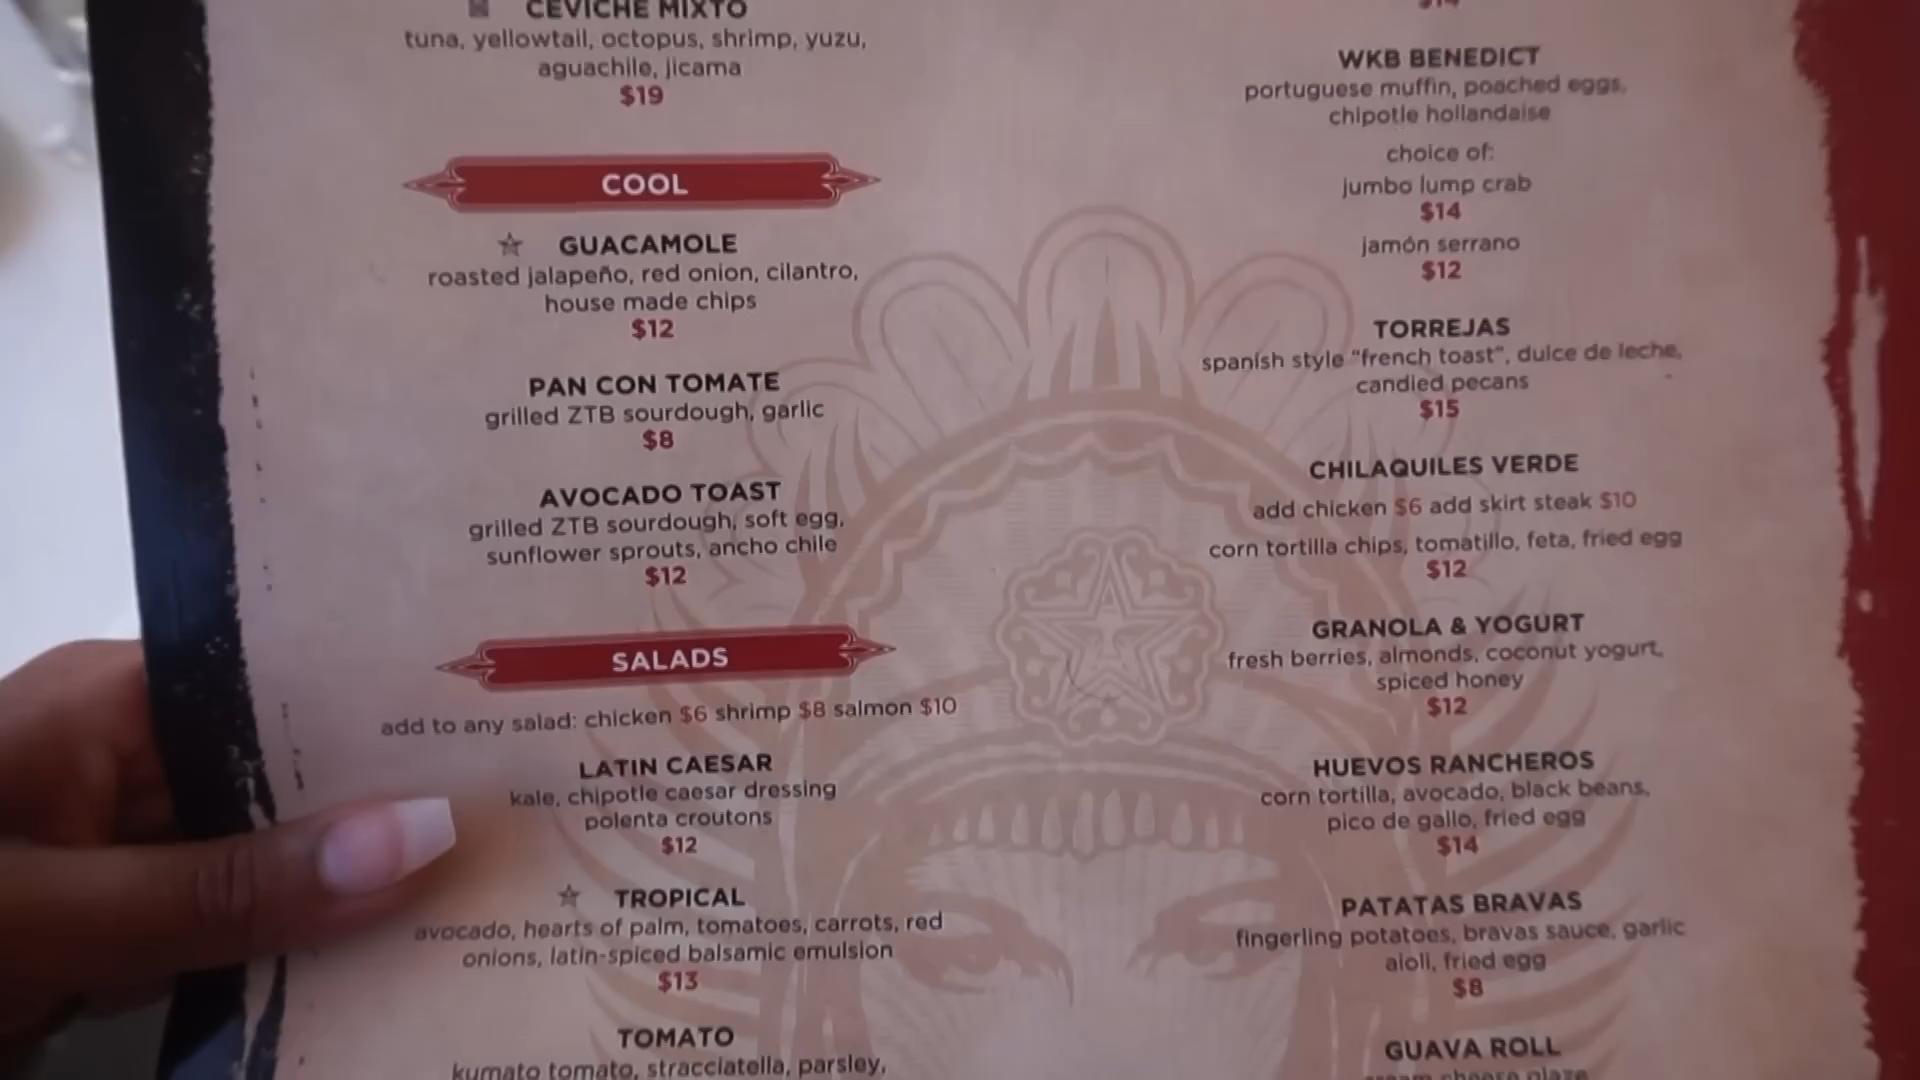 CEVICHE MIXTO
tuna, yellowtail, octopus, shrimp, yuzu,
aguachile, jicama
$19
COOL
GUACAMOLE
roasted jalapeño, red onion, cilantro,
house made chips
$12
PAN CON TOMATE
grilled ZTB sourdough, garlic
$8
AVOCADO TOAST
grilled ZTB sourdough, soft egg,
sunflower sprouts, ancho chile
$12
SALADS
add to any salad: chicken $6 shrimp $8 salmon $10
LATIN CAESAR
kale, chipotle caesar dressing
polenta croutons
$12
TROPICAL
avocado, hearts of palm, tomatoes, carrots, red
onions, latin-spiced balsamic emulsion
$13
TOMATO
kumato tomato, stracciatella, parsley,
$14
WKB BENEDICT
portuguese muffin, poached eggs,
chipotle hollandaise
choice of:
jumbo lump crab
$14
jamón serrano
$12
TORREJAS
spanish style "french toast", dulce de leche,
candied pecans
$15
CHILAQUILES VERDE
add chicken $6 add skirt steak $10
corn tortilla chips, tomatillo, feta, fried egg
$12
GRANOLA & YOGURT
fresh berries, almonds, coconut yogurt,
spiced honey
$12
HUEVOS RANCHEROS
corn tortilla, avocado, black beans,
pico de gallo, fried egg
$14
PATATAS BRAVAS
fingerling potatoes, bravas sauce, garlic
aioli, fried egg
$8
GUAVA ROLL
cream cheese glaze